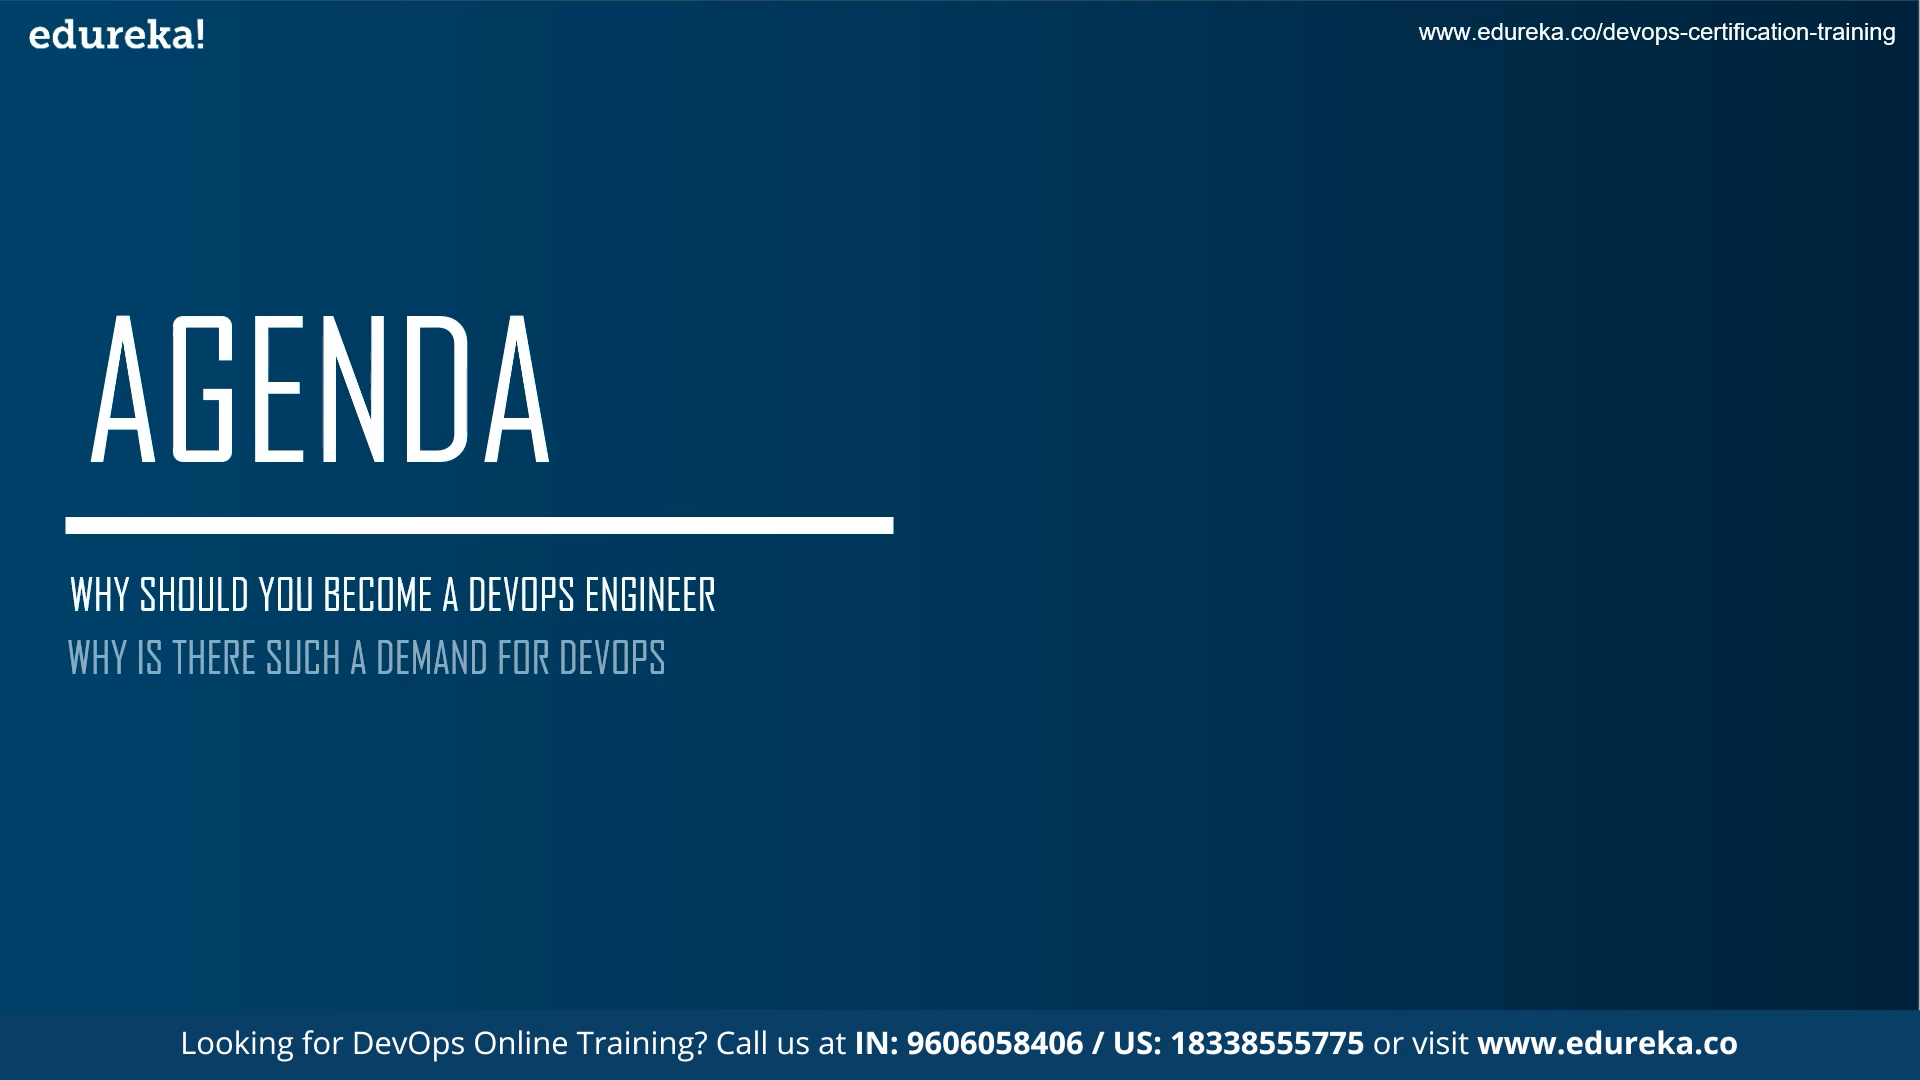 edureka!
www.edureka.co/devops-certification-training
AGENDA
WHY SHOULD YOU BECOME A DEVOPS ENGINEER
WHY IS THERE SUCH A DEMAND FOR DEVOPS
Looking for DevOps Online Training? Call us at IN: 9606058406 / US: 18338555775 or visit www.edureka.co